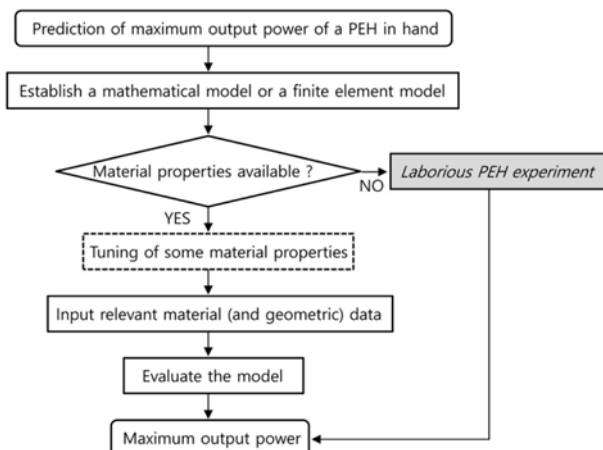 Prediction of maximum output power of a PEH in hand
Establish a mathematical model or a finite element model
Material properties available ?
NO
Laborious PEH experiment
YES
Tuning of some material properties
Input relevant material (and geometric) data
Evaluate the model
Maximum output power